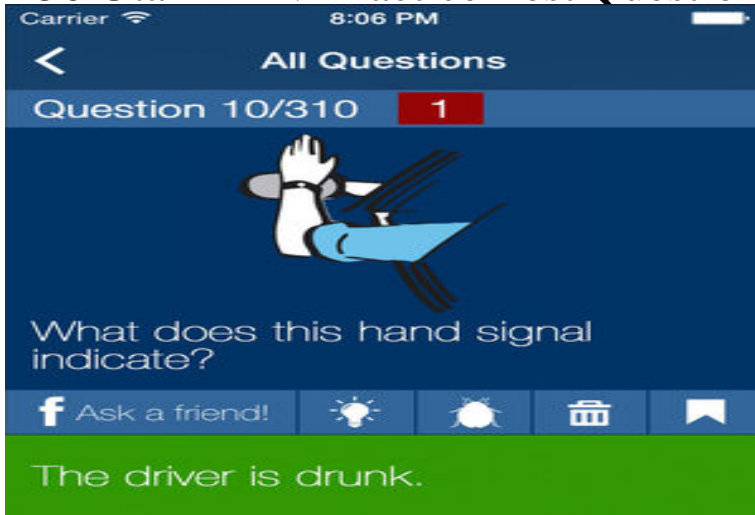 Carrier 8:06 PM
All Questions
Question 10/310 1
What does this hand signal
indicate?
f Ask a friend!
The driver is drunk.